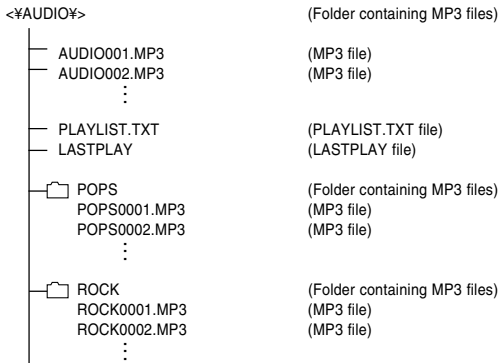 <¥AUDIO¥> (Folder containing MP3 files)
AUDIO001.MP3 (MP3 file)
AUDIO002.MP3 (MP3 file)
PLAYLIST.TXT (PLAYLIST.TXT file)
LASTPLAY (LASTPLAY file)
POPS (Folder containing MP3 files)
POPS0001.MP3 (MP3 file)
POPS0002.MP3 (MP3 file)
ROCK (Folder containing MP3 files)
ROCK0001.MP3 (MP3 file)
ROCK0002.MP3 (MP3 file)